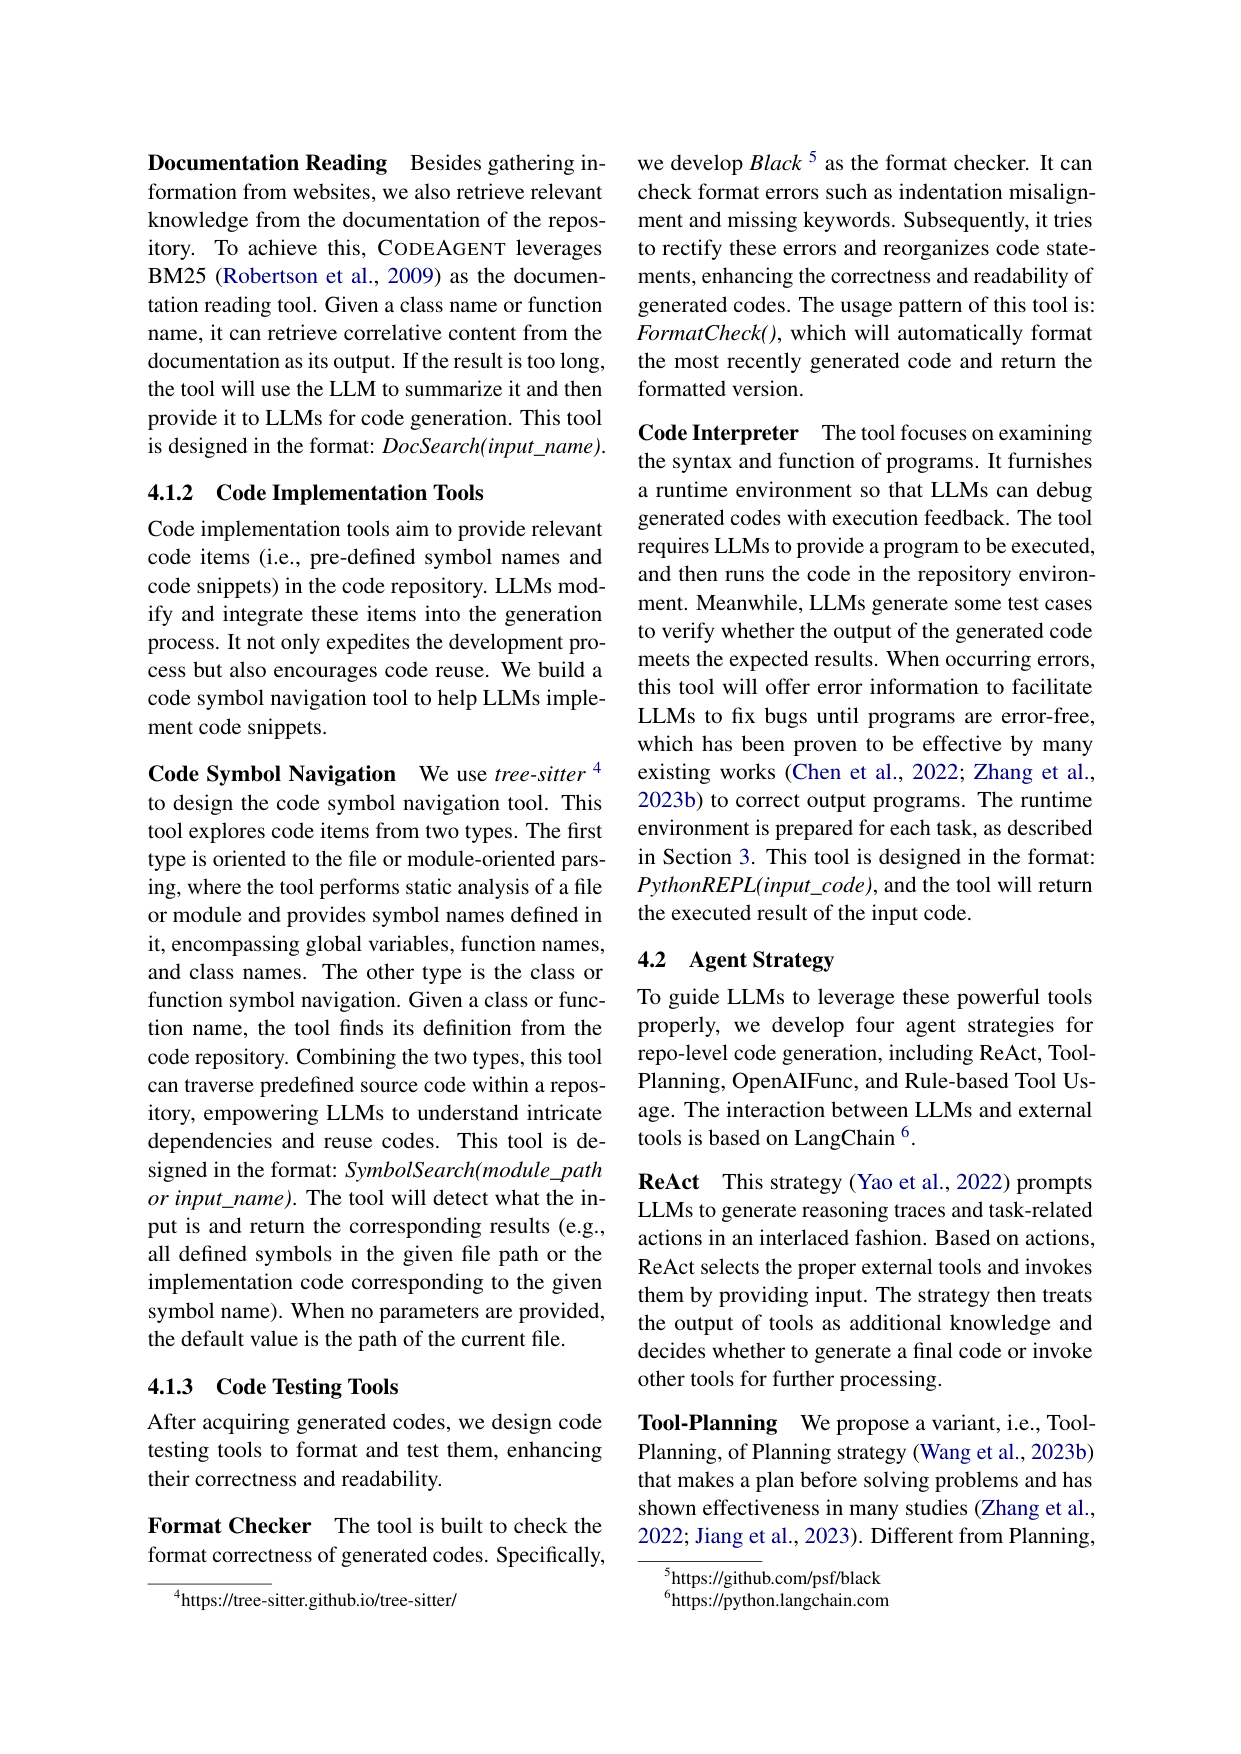 Documentation Reading Besides gathering in-
formation from websites, we also retrieve relevant
knowledge from the documentation of the repos-
itory. To achieve this, CODEAGENT leverages
BM25 (Robertson et al., 2009) as the documen-
tation reading tool. Given a class name or function
name, it can retrieve correlative content from the
documentation as its output. If the result is too long,
the tool will use the LLM to summarize it and then
provide it to LLMs for code generation. This tool
is designed in the format: DocSearch(input_name).
4.1.2 Code Implementation Tools
Code implementation tools aim to provide relevant
code items (i.e., pre-defined symbol names and
code snippets) in the code repository. LLMs mod-
ify and integrate these items into the generation
process. It not only expedites the development pro-
cess but also encourages code reuse. We build a
code symbol navigation tool to help LLMs imple-
ment code snippets.
Code Symbol Navigation We use tree-sitter 4
to design the code symbol navigation tool. This
tool explores code items from two types. The first
type is oriented to the file or module-oriented pars-
ing, where the tool performs static analysis of a file
or module and provides symbol names defined in
it, encompassing global variables, function names,
and class names. The other type is the class or
function symbol navigation. Given a class or func-
tion name, the tool finds its definition from the
code repository. Combining the two types, this tool
can traverse predefined source code within a repos-
itory, empowering LLMs to understand intricate
dependencies and reuse codes. This tool is de-
signed in the format: SymbolSearch(module_path
or input_name). The tool will detect what the in-
put is and return the corresponding results (e.g.,
all defined symbols in the given file path or the
implementation code corresponding to the given
symbol name). When no parameters are provided,
the default value is the path of the current file.
4.1.3 Code Testing Tools
After acquiring generated codes, we design code
testing tools to format and test them, enhancing
their correctness and readability.
Format Checker The tool is built to check the
format correctness of generated codes. Specifically,
4https://tree-sitter.github.io/tree-sitter/
we develop Black 5 as the format checker. It can
check format errors such as indentation misalign-
ment and missing keywords. Subsequently, it tries
to rectify these errors and reorganizes code state-
ments, enhancing the correctness and readability of
generated codes. The usage pattern of this tool is:
FormatCheck(), which will automatically format
the most recently generated code and return the
formatted version.
Code Interpreter The tool focuses on examining
the syntax and function of programs. It furnishes
a runtime environment so that LLMs can debug
generated codes with execution feedback. The tool
requires LLMs to provide a program to be executed,
and then runs the code in the repository environ-
ment. Meanwhile, LLMs generate some test cases
to verify whether the output of the generated code
meets the expected results. When occurring errors,
this tool will offer error information to facilitate
LLMs to fix bugs until programs are error-free,
which has been proven to be effective by many
existing works (Chen et al., 2022; Zhang et al.,
2023b) to correct output programs. The runtime
environment is prepared for each task, as described
in Section 3. This tool is designed in the format:
PythonREPL(input_code), and the tool will return
the executed result of the input code.
4.2 Agent Strategy
To guide LLMs to leverage these powerful tools
properly, we develop four agent strategies for
repo-level code generation, including ReAct, Tool-
Planning, OpenAIFunc, and Rule-based Tool Us-
age. The interaction between LLMs and external
tools is based on LangChain 6.
ReAct This strategy (Yao et al., 2022) prompts
LLMs to generate reasoning traces and task-related
actions in an interlaced fashion. Based on actions,
ReAct selects the proper external tools and invokes
them by providing input. The strategy then treats
the output of tools as additional knowledge and
decides whether to generate a final code or invoke
other tools for further processing.
Tool-Planning We propose a variant, i.e., Tool-
Planning, of Planning strategy (Wang et al., 2023b)
that makes a plan before solving problems and has
shown effectiveness in many studies (Zhang et al.,
2022; Jiang et al., 2023). Different from Planning,
5https://github.com/psf/black
6https://python.langchain.com